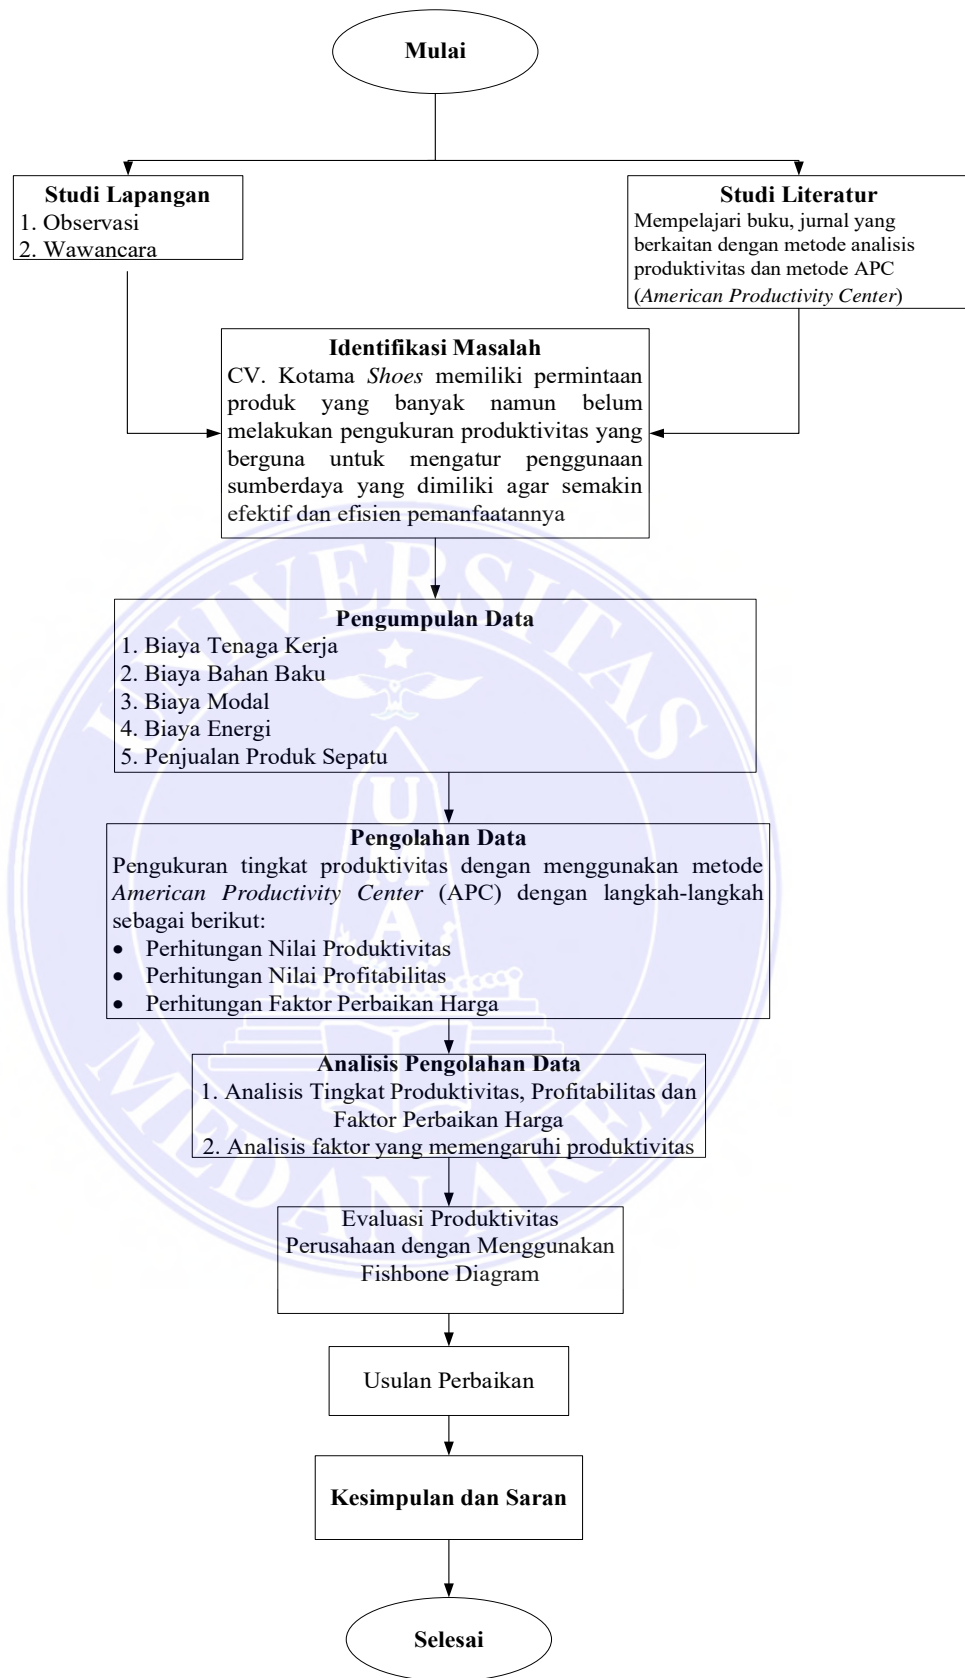 Mulai
Studi Lapangan
1. Observasi
2. Wawancara
Studi Literatur
Mempelajari buku, jurnal yang
berkaitan dengan metode analisis
produktivitas dan metode APC
(American Productivity Center)
Identifikasi Masalah
CV. Kotama Shoes memiliki permintaan
produk yang banyak namun belum
melakukan pengukuran produktivitas yang
berguna untuk mengatur penggunaan
sumberdaya yang dimiliki agar semakin
efektif dan efisien pemanfaatannya
Pengumpulan Data
1. Biaya Tenaga Kerja
2. Biaya Bahan Baku
3. Biaya Modal
4. Biaya Energi
5. Penjualan Produk Sepatu
Pengolahan Data
Pengukuran tingkat produktivitas dengan menggunakan metode
American Productivity Center (APC) dengan langkah-langkah
sebagai berikut:
• Perhitungan Nilai Produktivitas
• Perhitungan Nilai Profitabilitas
• Perhitungan Faktor Perbaikan Harga
Analisis Pengolahan Data
1. Analisis Tingkat Produktivitas, Profitabilitas dan
Faktor Perbaikan Harga
2. Analisis faktor yang memengaruhi produktivitas
Evaluasi Produktivitas
Perusahaan dengan Menggunakan
Fishbone Diagram
Usulan Perbaikan
Kesimpulan dan Saran
Selesai
UNIVERSITAS
UMA
MEDAN AREA